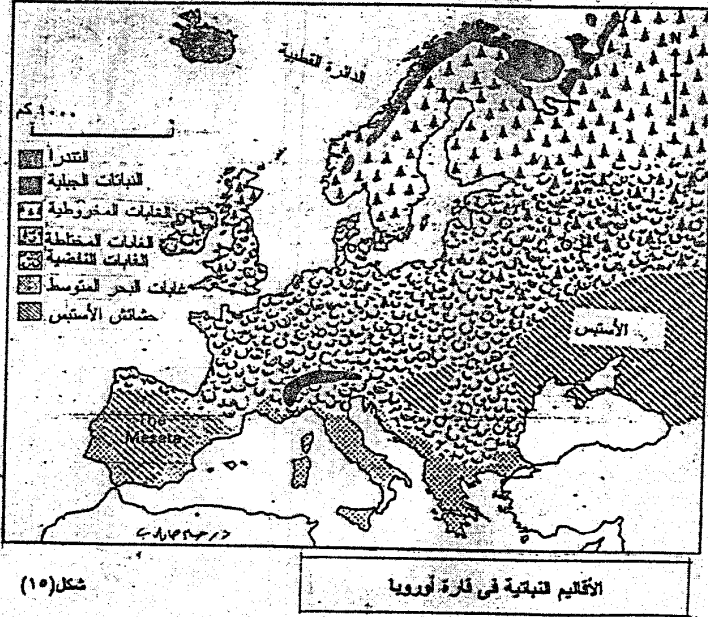 الدائرة القطبية
N
١٠٠٠ كم
التندرا
النباتات الجبلية
الغابات المخروطية
الغابات المختلطة
الغابات النفضية
غابات البحر المتوسط
حشائش الأستبس
الأستبس
The
Meseta
الأقاليم النباتية في قارة أوروبا
شكل (١٥)